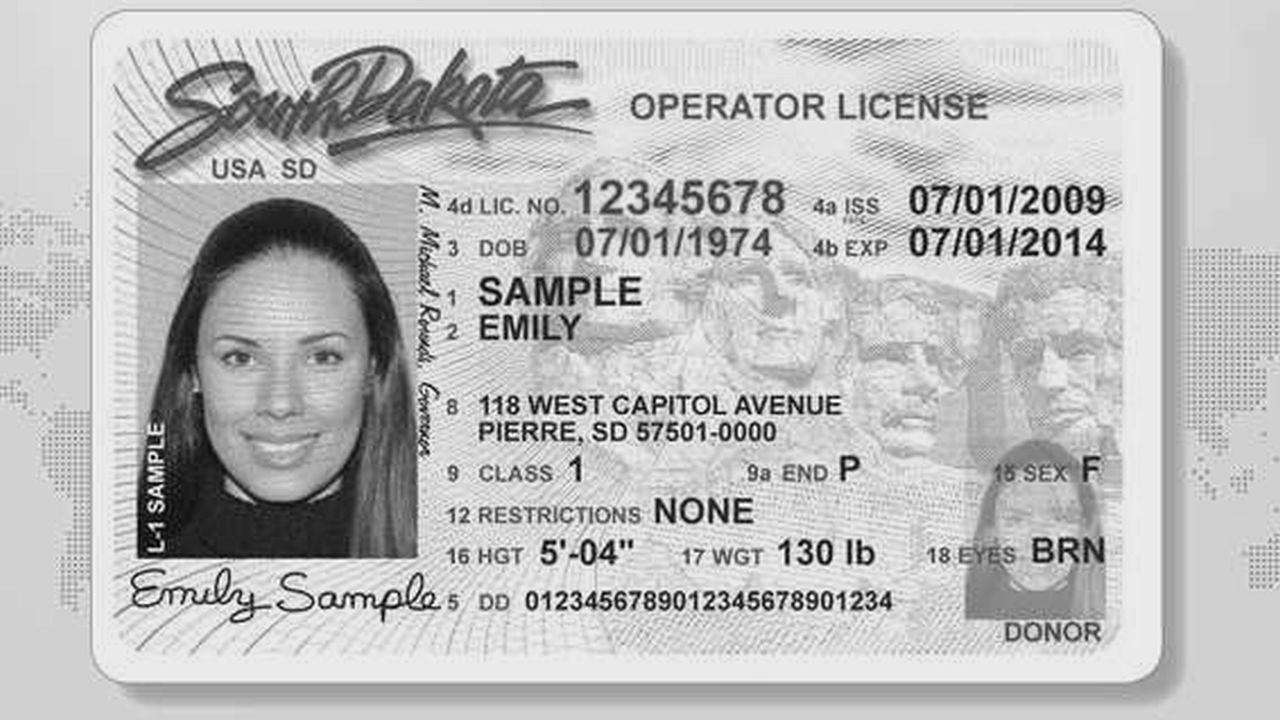 South Dakota
OPERATOR LICENSE
USA SD
4d LIC. NO. 12345678 4a ISS 07/01/2009
3 DOB 07/01/1974 4b EXP 07/01/2014
1 SAMPLE
2 EMILY
8 118 WEST CAPITOL AVENUE
PIERRE, SD 57501-0000
9 CLASS 1 9a END P 15 SEX F
12 RESTRICTIONS NONE
16 HGT 5'-04" 17 WGT 130 lb 18 EYES BRN
5 DD 0123456789012345678901234
DONOR
L-1 SAMPLE
M. Michael Rounds, Governor
Emily Sample